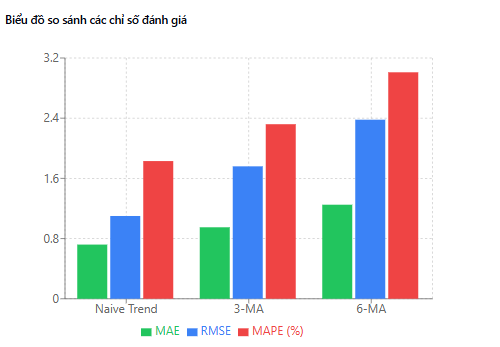 Biểu đồ so sánh các chỉ số đánh giá
3.2
2.4
1.6
0.8
0
Naive Trend 3-MA 6-MA
MAE RMSE MAPE (%)